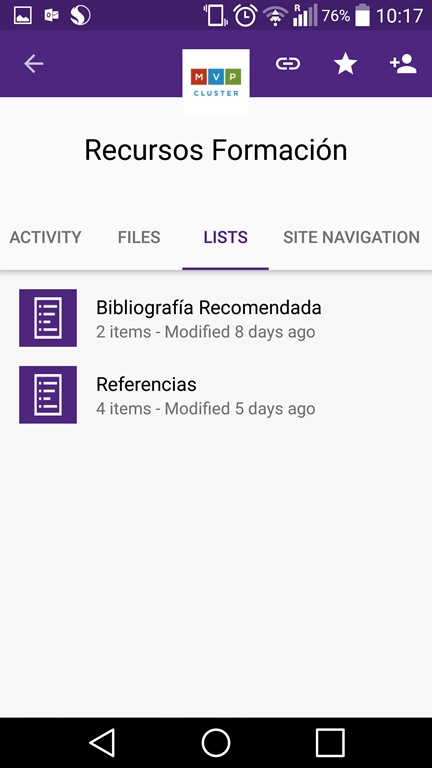 R
76%
10:17
MVP
CLUSTER
Recursos Formación
ACTIVITY
FILES
LISTS
SITE NAVIGATION
Bibliografía Recomendada
2 items - Modified 8 days ago
Referencias
4 items - Modified 5 days ago